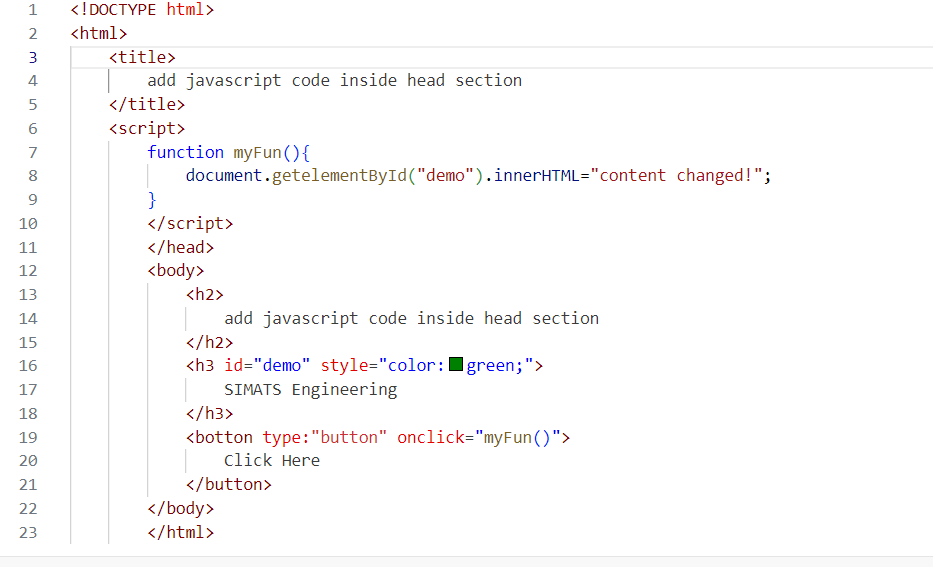 1 <!DOCTYPE html>
2 <html>
3 <title>
4 add javascript code inside head section
5 </title>
6 <script>
7 function myFun(){
8 document.getelementById("demo").innerHTML="content changed!";
9 }
10 </script>
11 </head>
12 <body>
13 <h2>
14 add javascript code inside head section
15 </h2>
16 <h3 id="demo" style="color:green;">
17 SIMATS Engineering
18 </h3>
19 <botton type:"button" onclick="myFun()">
20 Click Here
21 </button>
22 </body>
23 </html>